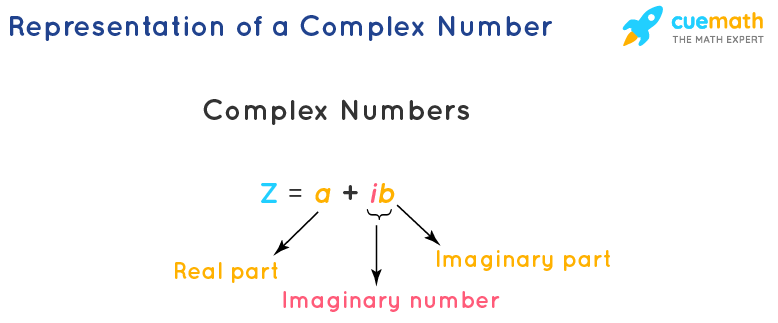 Representation of a Complex Number
cuemath
THE MATH EXPERT
Complex Numbers
Z = a + ib
Real part
Imaginary part
Imaginary number